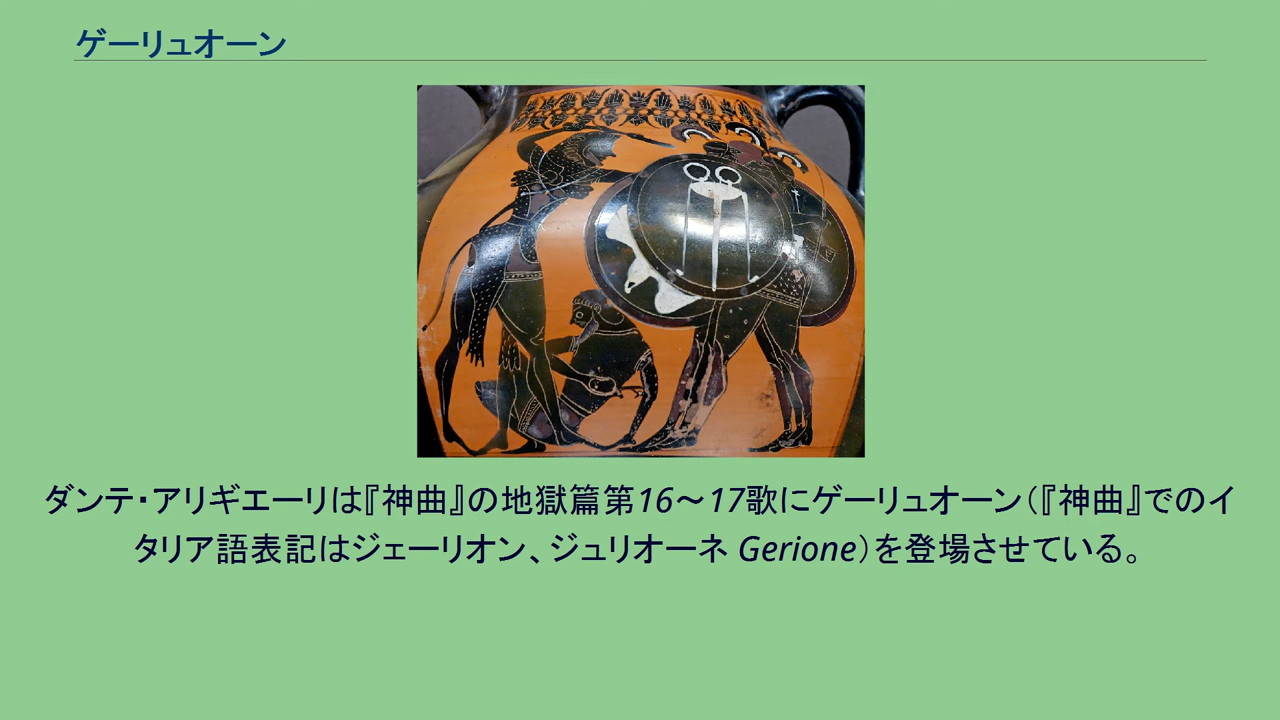 ゲーリュオーン
ダンテ・アリギエーリは『神曲』の地獄篇第16～17歌にゲーリュオーン（『神曲』でのイ
タリア語表記はジェーリオン、ジュリオーネ Gerione）を登場させている。